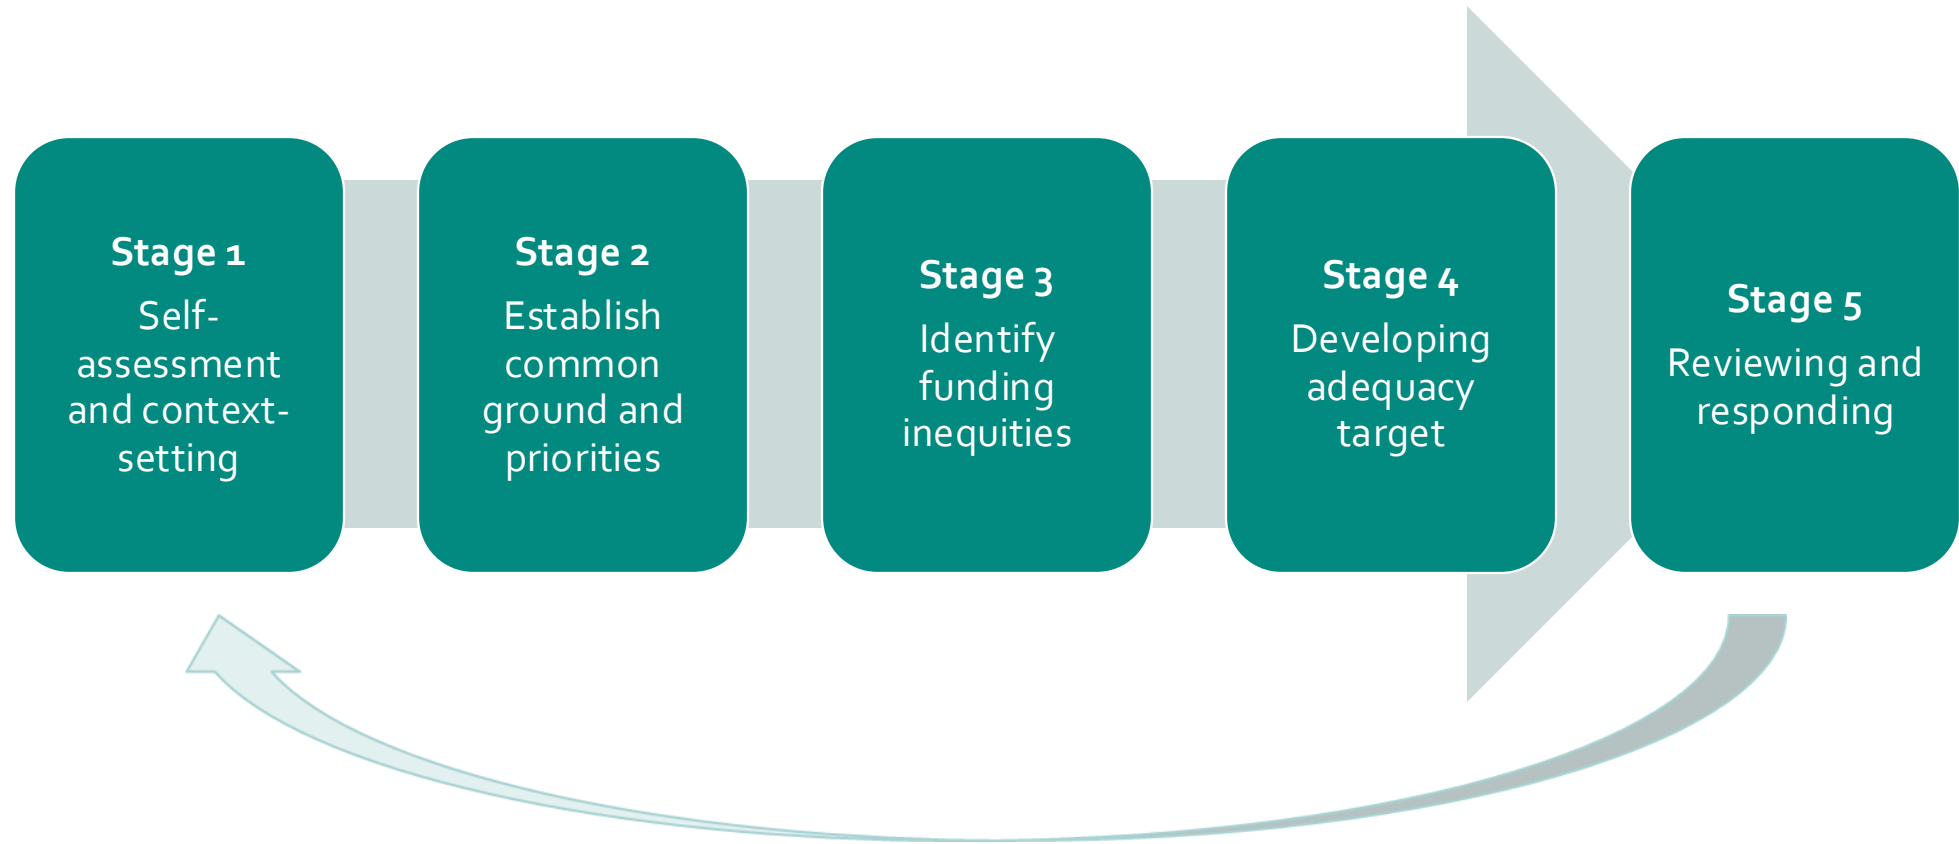 Stage 1
Self-
assessment
and context-
setting
Stage 2
Establish
common
ground and
priorities
Stage 3
Identify
funding
inequities
Stage 4
Developing
adequacy
target
Stage 5
Reviewing and
responding